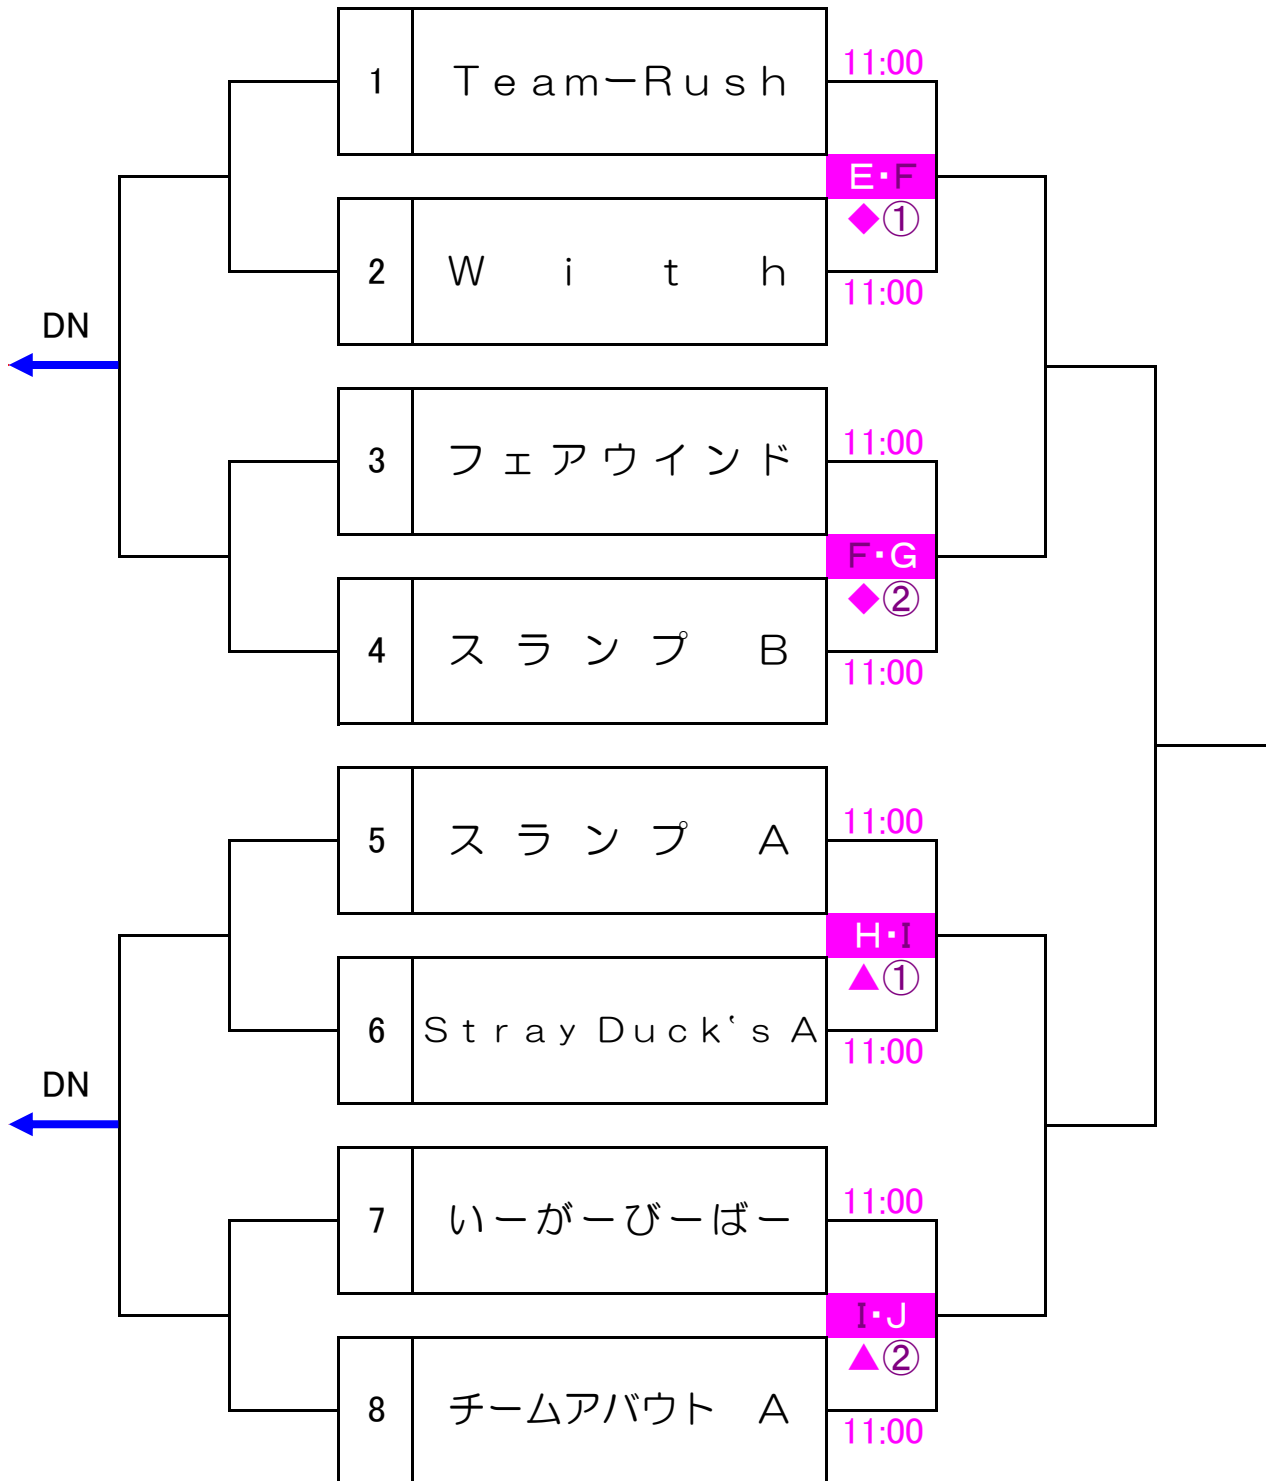 11:00
1 Team－Rush
E・F
◆①
2 With
11:00
DN
11:00
3 フェアウインド
F・G
◆②
4 スランプ B
11:00
11:00
5 スランプ A
H・I
▲①
6 Stray Duck‘s A
11:00
DN
11:00
7 いーがーびーばー
I・J
▲②
8 チームアバウト A
11:00